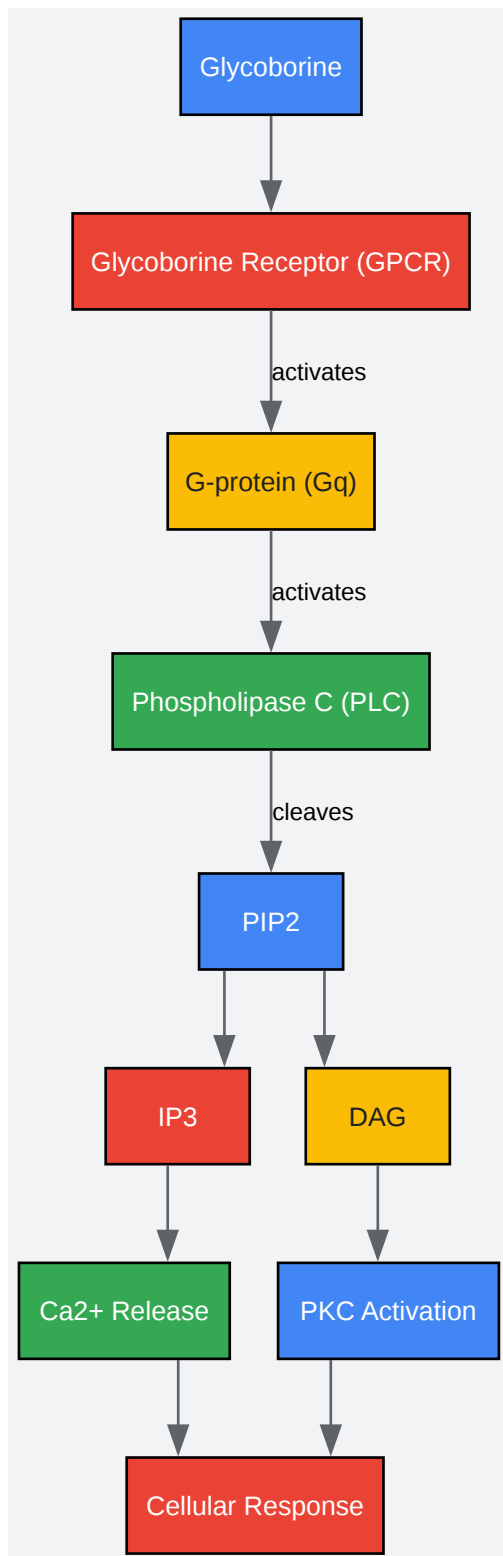 Glycoborine
Glycoborine Receptor (GPCR)
activates
G-protein (Gq)
activates
Phospholipase C (PLC)
cleaves
PIP2
IP3
DAG
Ca2+ Release
PKC Activation
Cellular Response